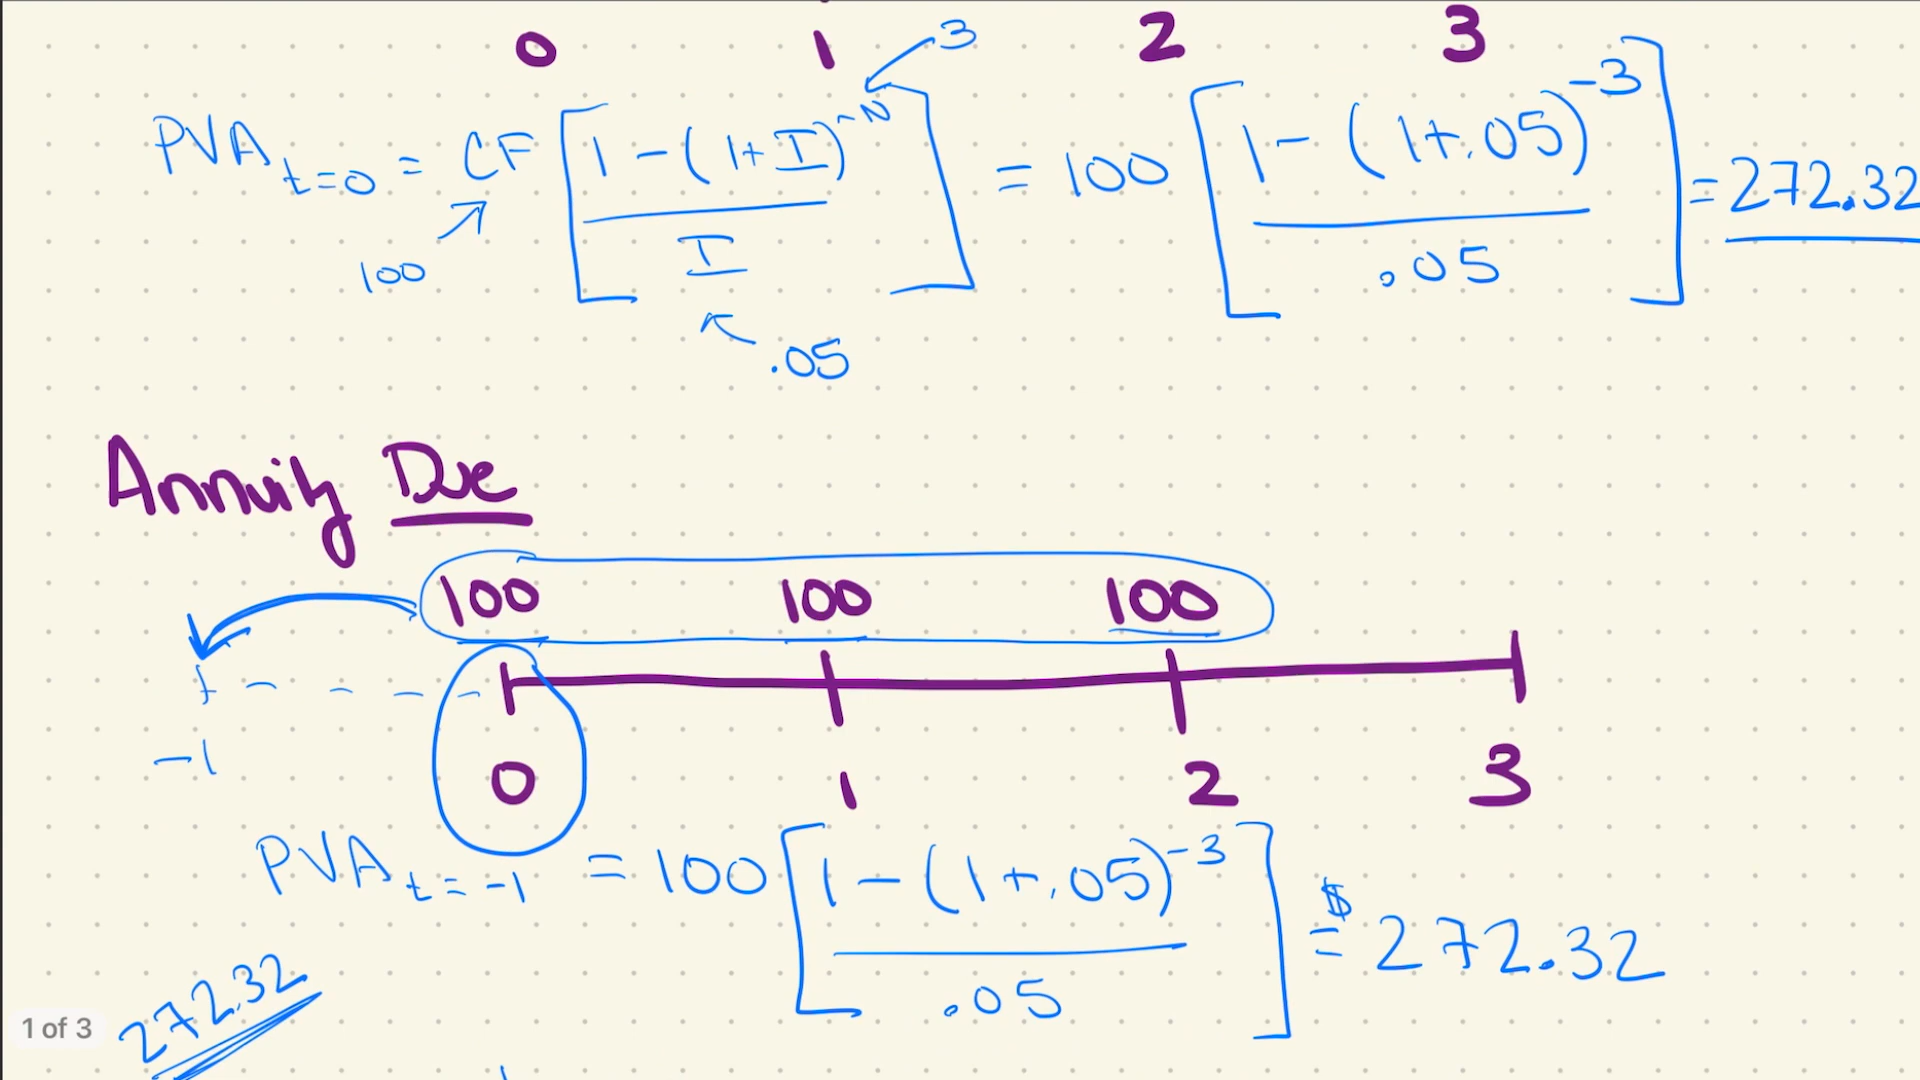 0 1 2 3
3
PVA t=0 = CF [ 1 - (1+I)^-N / I ] = 100 [ 1 - (1+.05)^-3 / .05 ] = 272.32
100
.05
Annuity Due
100 100 100
-1 0 1 2 3
PVA t=-1 = 100 [ 1 - (1+.05)^-3 / .05 ] = $272.32
272.32
1 of 3